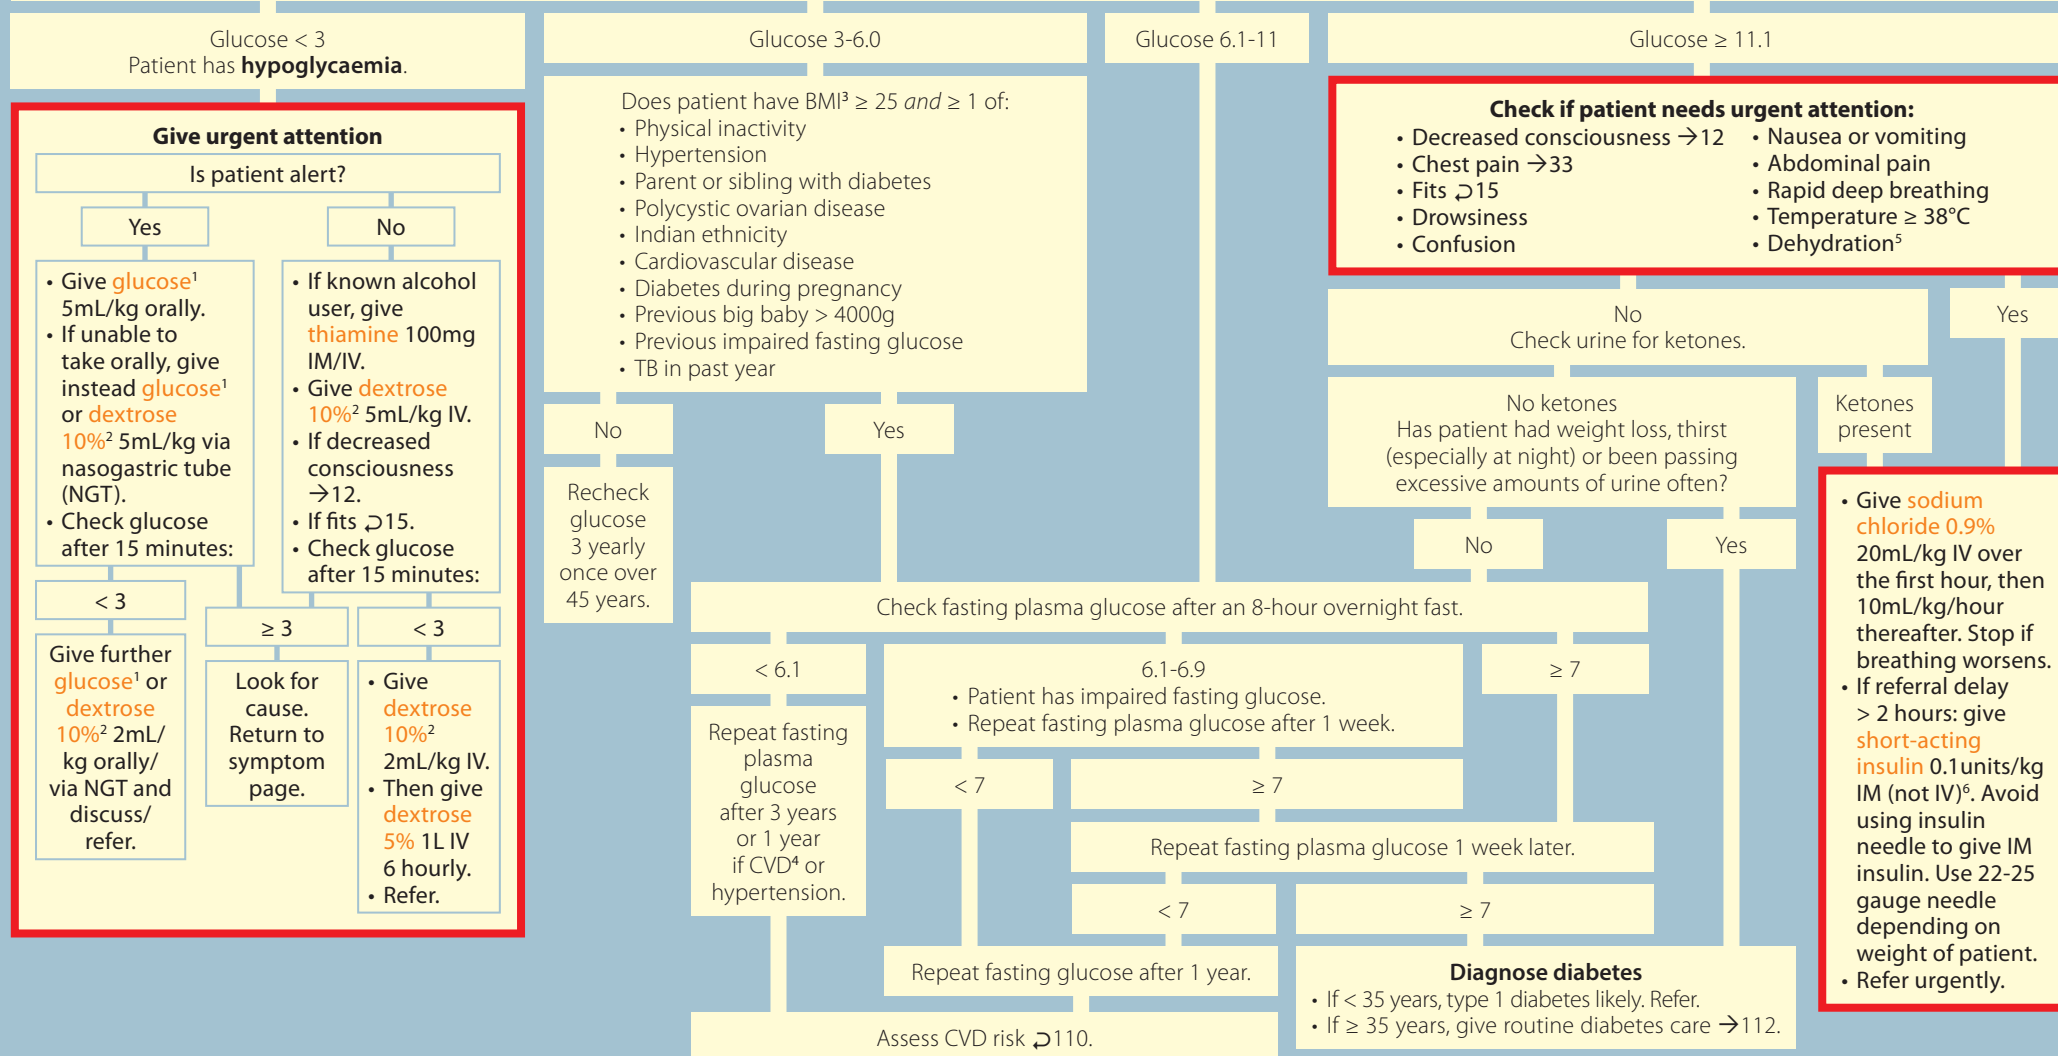 Glucose < 3
Patient has hypoglycaemia.
Give urgent attention
Is patient alert?
Yes
• Give glucose¹
5mL/kg orally.
• If unable to
take orally, give
instead glucose¹
or dextrose
10%² 5mL/kg via
nasogastric tube
(NGT).
• Check glucose
after 15 minutes:
No
• If known alcohol
user, give
thiamine 100mg
IM/IV.
• Give dextrose
10%² 5mL/kg IV.
• If decreased
consciousness
→12.
• If fits ⊋15.
• Check glucose
after 15 minutes:
< 3
Give further
glucose¹ or
dextrose
10%² 2mL/
kg orally/
via NGT and
discuss/
refer.
≥ 3
Look for
cause.
Return to
symptom
page.
< 3
• Give
dextrose
10%²
2mL/kg IV.
• Then give
dextrose
5% 1L IV
6 hourly.
• Refer.
Glucose 3-6.0
Does patient have BMI³ ≥ 25 and ≥ 1 of:
• Physical inactivity
• Hypertension
• Parent or sibling with diabetes
• Polycystic ovarian disease
• Indian ethnicity
• Cardiovascular disease
• Diabetes during pregnancy
• Previous big baby > 4000g
• Previous impaired fasting glucose
• TB in past year
No
Recheck
glucose
3 yearly
once over
45 years.
Yes
Glucose 6.1-11
Glucose ≥ 11.1
Check if patient needs urgent attention:
• Decreased consciousness →12
• Chest pain →33
• Fits ⊋15
• Drowsiness
• Confusion
• Nausea or vomiting
• Abdominal pain
• Rapid deep breathing
• Temperature ≥ 38°C
• Dehydration⁵
No
Check urine for ketones.
Yes
No ketones
Has patient had weight loss, thirst
(especially at night) or been passing
excessive amounts of urine often?
Ketones
present
No
Yes
• Give sodium
chloride 0.9%
20mL/kg IV over
the first hour, then
10mL/kg/hour
thereafter. Stop if
breathing worsens.
• If referral delay
> 2 hours: give
short-acting
insulin 0.1units/kg
IM (not IV)⁶. Avoid
using insulin
needle to give IM
insulin. Use 22-25
gauge needle
depending on
weight of patient.
• Refer urgently.
Check fasting plasma glucose after an 8-hour overnight fast.
< 6.1
Repeat fasting
plasma
glucose
after 3 years
or 1 year
if CVD⁴ or
hypertension.
6.1-6.9
• Patient has impaired fasting glucose.
• Repeat fasting plasma glucose after 1 week.
≥ 7
< 7
≥ 7
Repeat fasting plasma glucose 1 week later.
< 7
≥ 7
Repeat fasting glucose after 1 year.
Diagnose diabetes
• If < 35 years, type 1 diabetes likely. Refer.
• If ≥ 35 years, give routine diabetes care →112.
Assess CVD risk ⊋110.